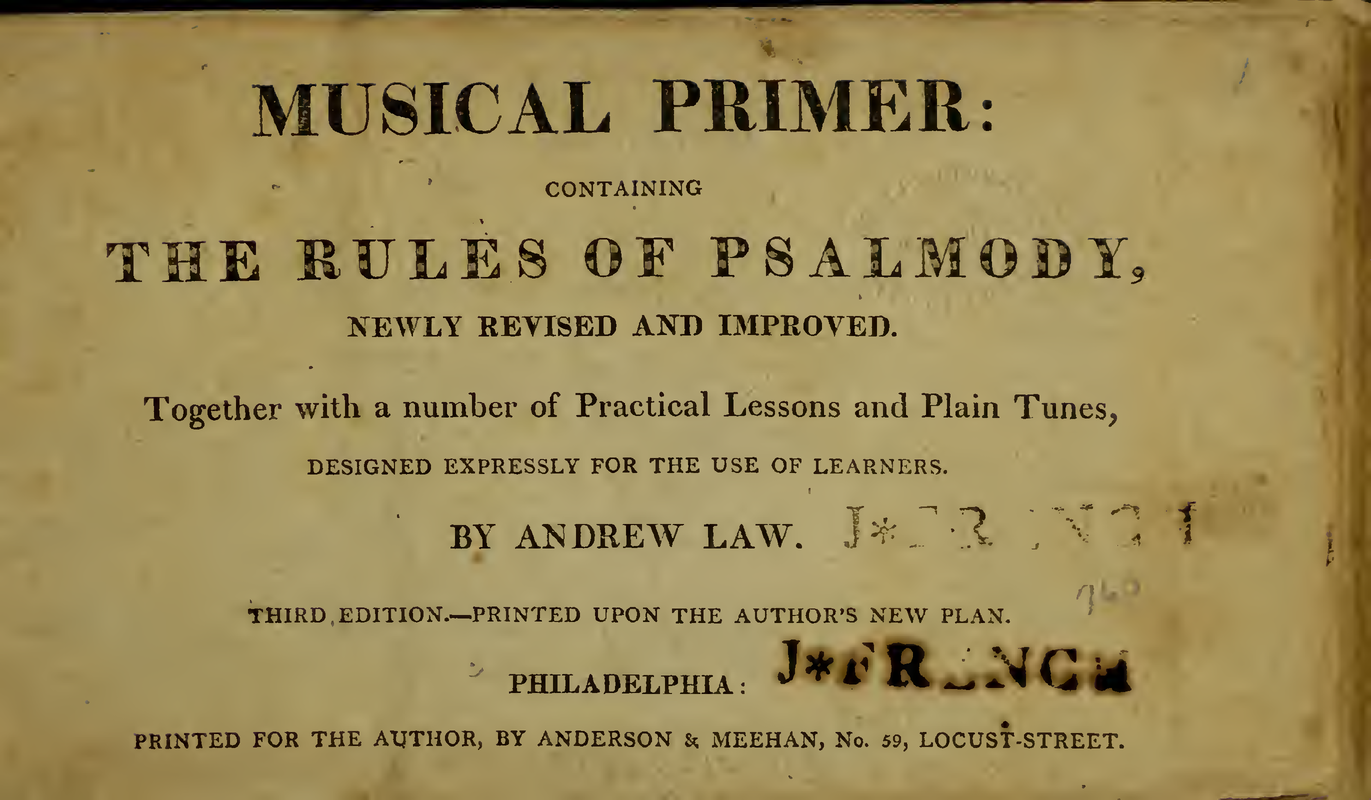 MUSICAL PRIMER:
CONTAINING
THE RULES OF PSALMODY,
NEWLY REVISED AND IMPROVED.
Together with a number of Practical Lessons and Plain Tunes,
DESIGNED EXPRESSLY FOR THE USE OF LEARNERS.
BY ANDREW LAW.
THIRD EDITION.—PRINTED UPON THE AUTHOR'S NEW PLAN.
PHILADELPHIA: J*FRENCH
PRINTED FOR THE AUTHOR, BY ANDERSON & MEEHAN, No. 59, LOCUST-STREET.